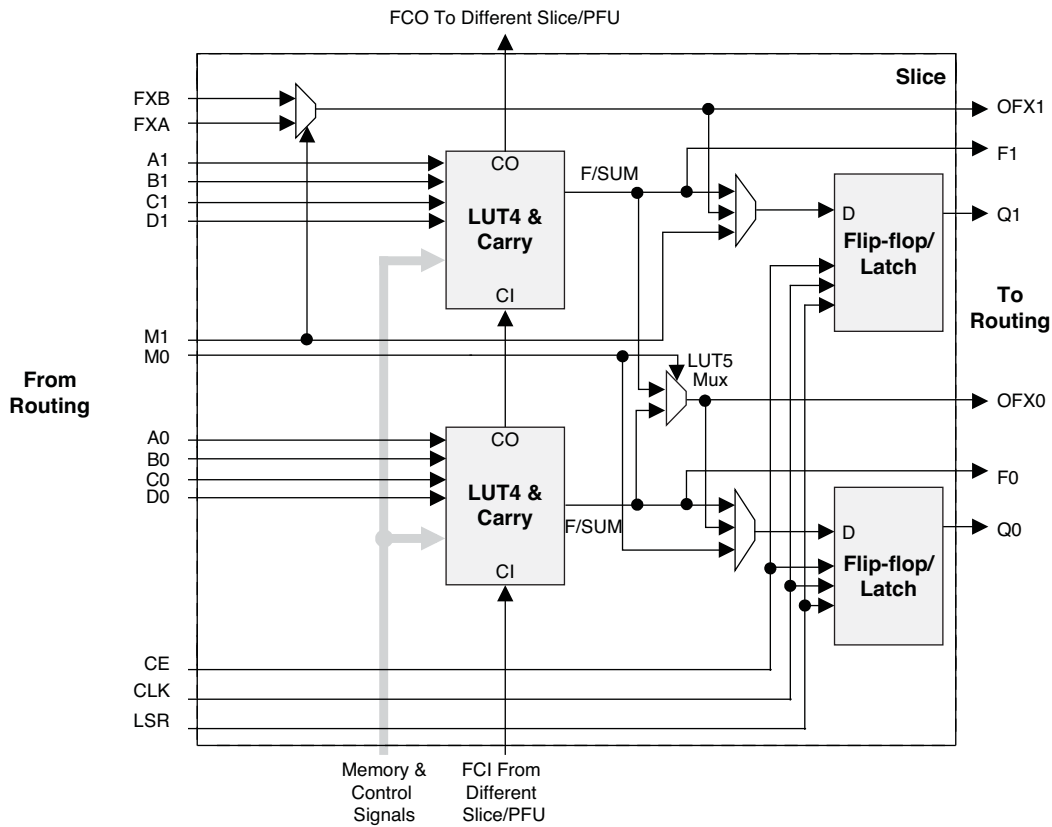 FCO To Different Slice/PFU
Slice
FXB
FXA
OFX1
F1
A1
B1
C1
D1
CO
F/SUM
LUT4 &
Carry
CI
D
Flip-flop/
Latch
Q1
To
Routing
M1
M0
LUT5
Mux
From
Routing
OFX0
A0
B0
C0
D0
CO
LUT4 &
Carry
F/SUM
CI
F0
D
Flip-flop/
Latch
Q0
CE
CLK
LSR
Memory &
Control
Signals
FCI From
Different
Slice/PFU